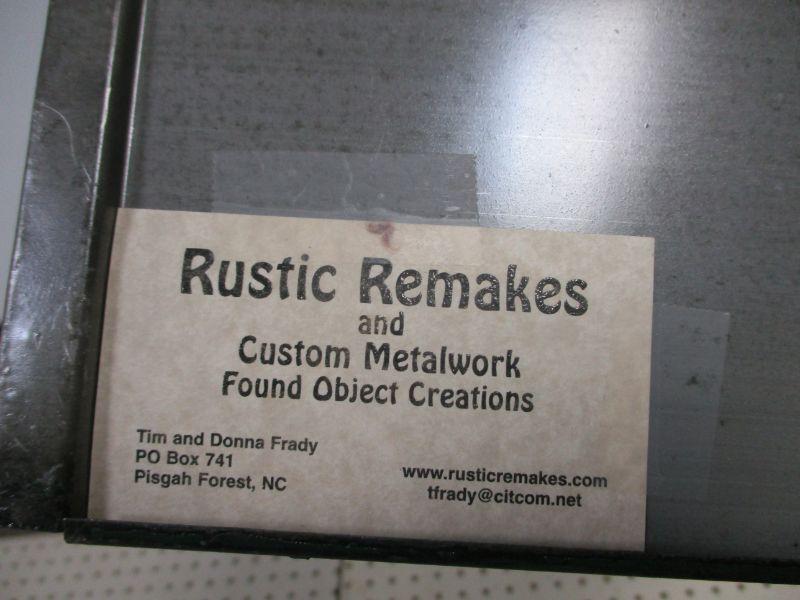 Rustic Remakes
and
Custom Metalwork
Found Object Creations
Tim and Donna Frady
PO Box 741
Pisgah Forest, NC
www.rusticremakes.com
tfrady@citcom.net